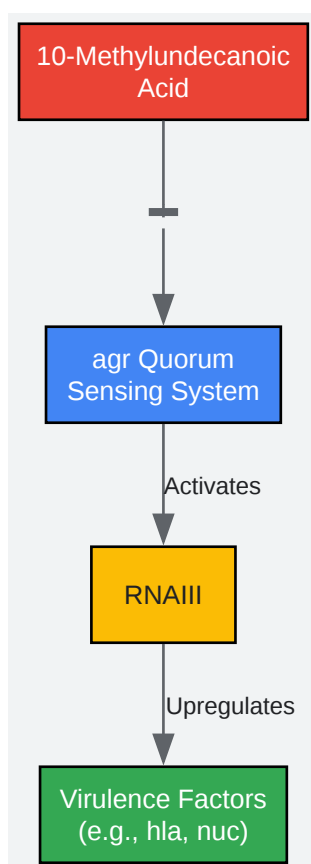 10-Methylundecanoic
Acid
agr Quorum
Sensing System
Activates
RNAIII
Upregulates
Virulence Factors
(e.g., hla, nuc)